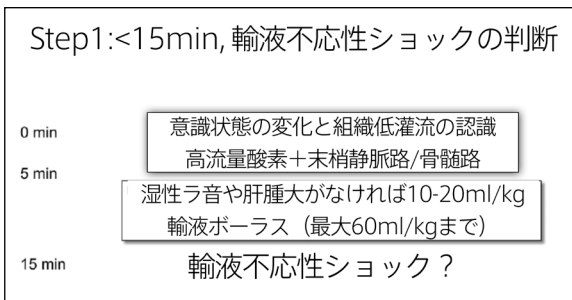 Step1:<15min, 輸液不応性ショックの判断
0 min
意識状態の変化と組織低灌流の認識
高流量酸素＋末梢静脈路/骨髄路
5 min
湿性ラ音や肝腫大がなければ10-20ml/kg
輸液ボーラス（最大60ml/kgまで）
15 min
輸液不応性ショック？